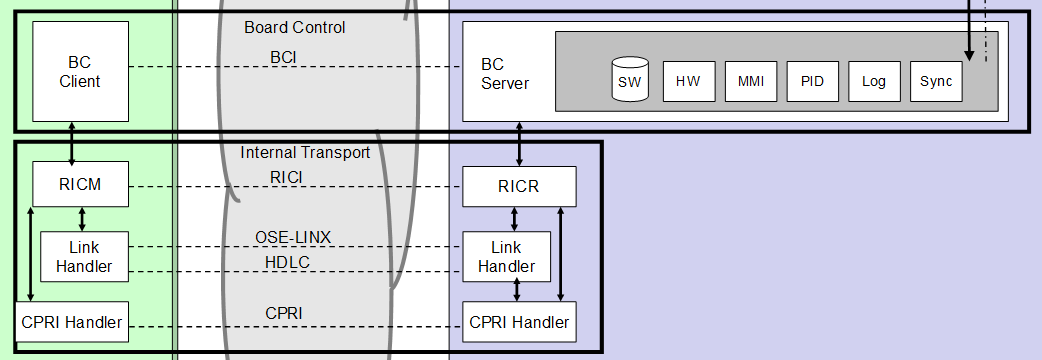 Board Control
BC
Client
BCI
BC
Server
SW
HW
MMI
PID
Log
Sync
Internal Transport
RICM
RICI
RICR
Link
Handler
OSE-LINX
HDLC
Link
Handler
CPRI Handler
CPRI
CPRI Handler